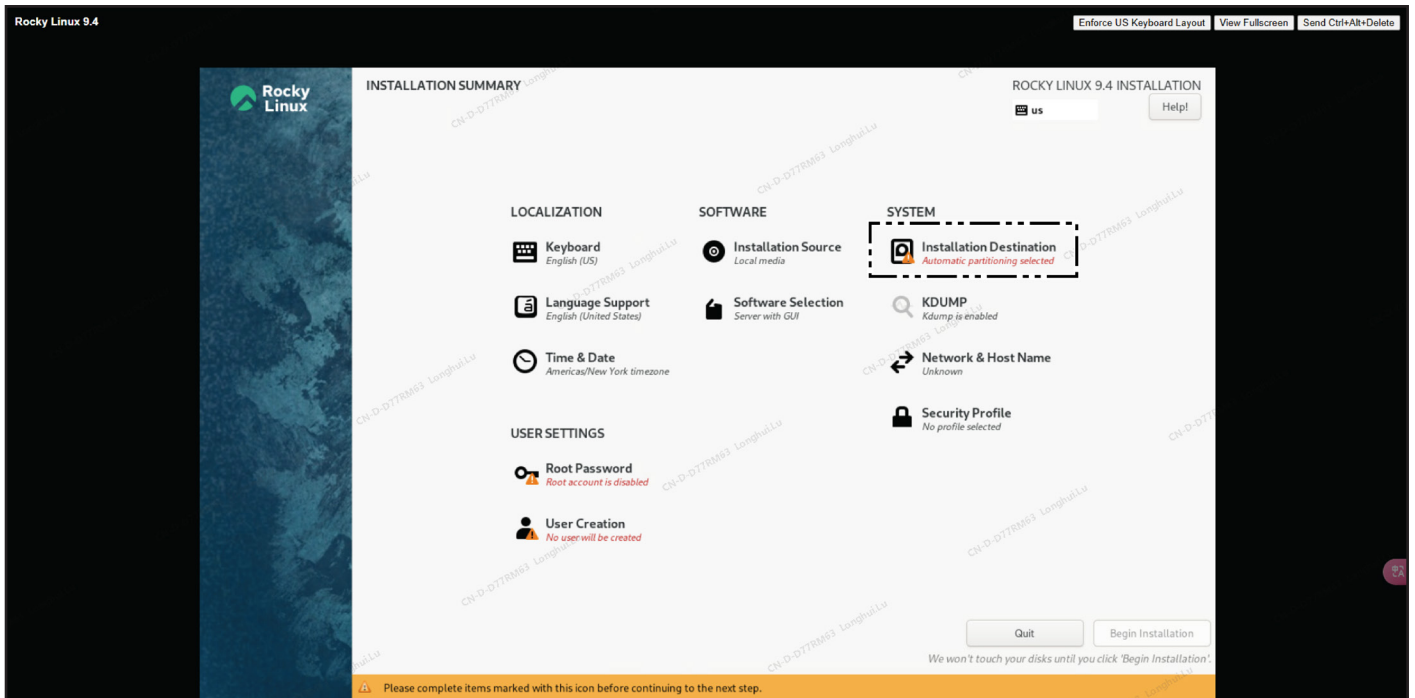 Rocky Linux 9.4
Enforce US Keyboard Layout
View Fullscreen
Send Ctrl+Alt+Delete
Rocky
Linux
INSTALLATION SUMMARY
ROCKY LINUX 9.4 INSTALLATION
us
Help!
LOCALIZATION
Keyboard
English (US)
Language Support
English (United States)
Time & Date
Americas/New York timezone
SOFTWARE
Installation Source
Local media
Software Selection
Server with GUI
SYSTEM
Installation Destination
Automatic partitioning selected
KDUMP
Kdump is enabled
Network & Host Name
Unknown
Security Profile
No profile selected
USER SETTINGS
Root Password
Root account is disabled
User Creation
No user will be created
Quit
Begin Installation
We won't touch your disks until you click 'Begin Installation'.
Please complete items marked with this icon before continuing to the next step.
CN-D-D77RM63 Longhui.Lu